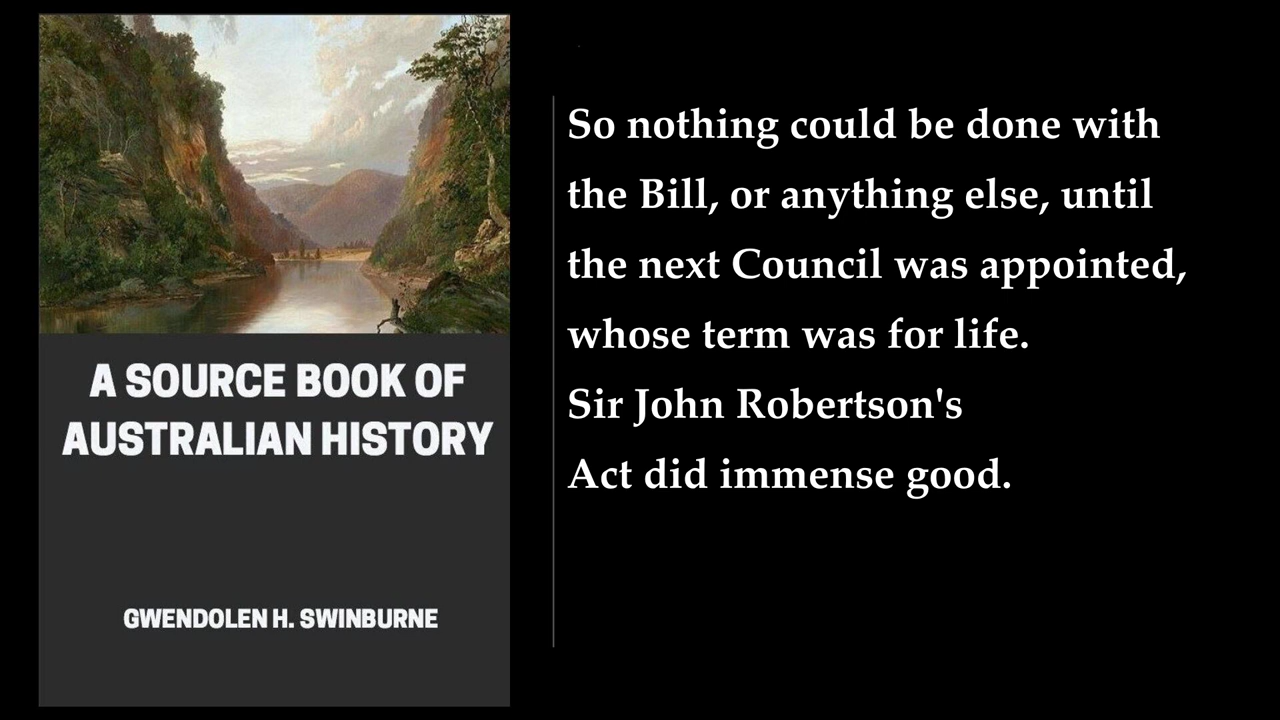 A SOURCE BOOK OF
AUSTRALIAN HISTORY
GWENDOLEN H. SWINBURNE
So nothing could be done with
the Bill, or anything else, until
the next Council was appointed,
whose term was for life.
Sir John Robertson's
Act did immense good.